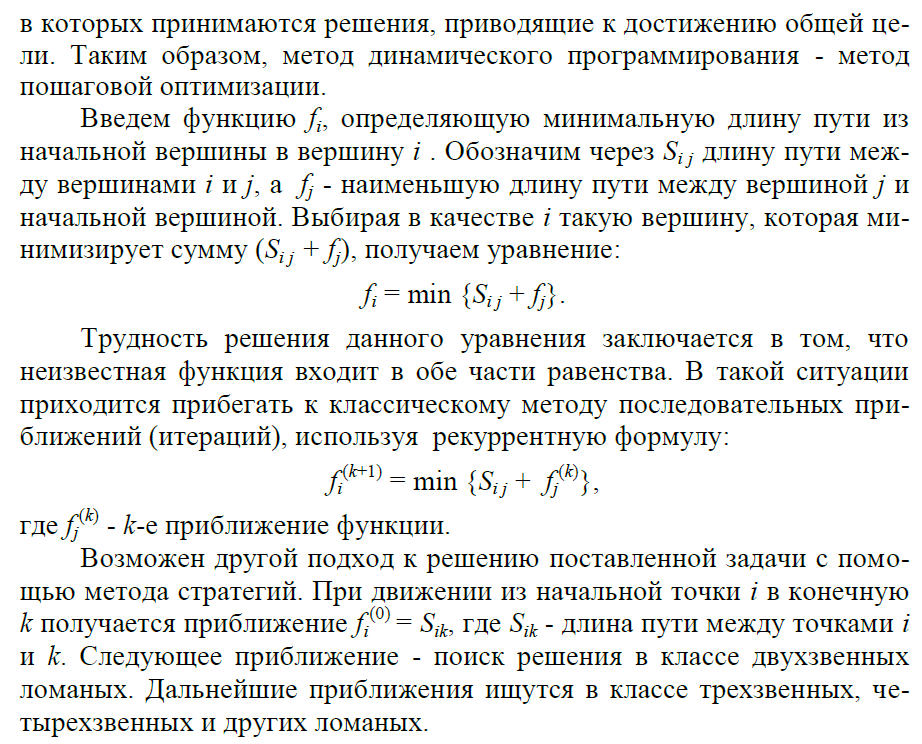 в которых принимаются решения, приводящие к достижению общей це-
ли. Таким образом, метод динамического программирования - метод
пошаговой оптимизации.
Введем функцию fᵢ, определяющую минимальную длину пути из
начальной вершины в вершину i . Обозначим через Sᵢⱼ длину пути меж-
ду вершинами i и j, а fⱼ - наименьшую длину пути между вершиной j и
начальной вершиной. Выбирая в качестве i такую вершину, которая ми-
нимизирует сумму (Sᵢⱼ + fⱼ), получаем уравнение:
fᵢ = min {Sᵢⱼ + fⱼ}.
Трудность решения данного уравнения заключается в том, что
неизвестная функция входит в обе части равенства. В такой ситуации
приходится прибегать к классическому методу последовательных при-
ближений (итераций), используя рекуррентную формулу:
fᵢ⁽ᵏ⁺¹⁾ = min {Sᵢⱼ + fⱼ⁽ᵏ⁾},
где fⱼ⁽ᵏ⁾ - k-е приближение функции.
Возможен другой подход к решению поставленной задачи с помо-
щью метода стратегий. При движении из начальной точки i в конечную
k получается приближение fᵢ⁽⁰⁾ = Sᵢₖ, где Sᵢₖ - длина пути между точками i
и k. Следующее приближение - поиск решения в классе двухзвенных
ломаных. Дальнейшие приближения ищутся в классе трехзвенных, че-
тырехзвенных и других ломаных.